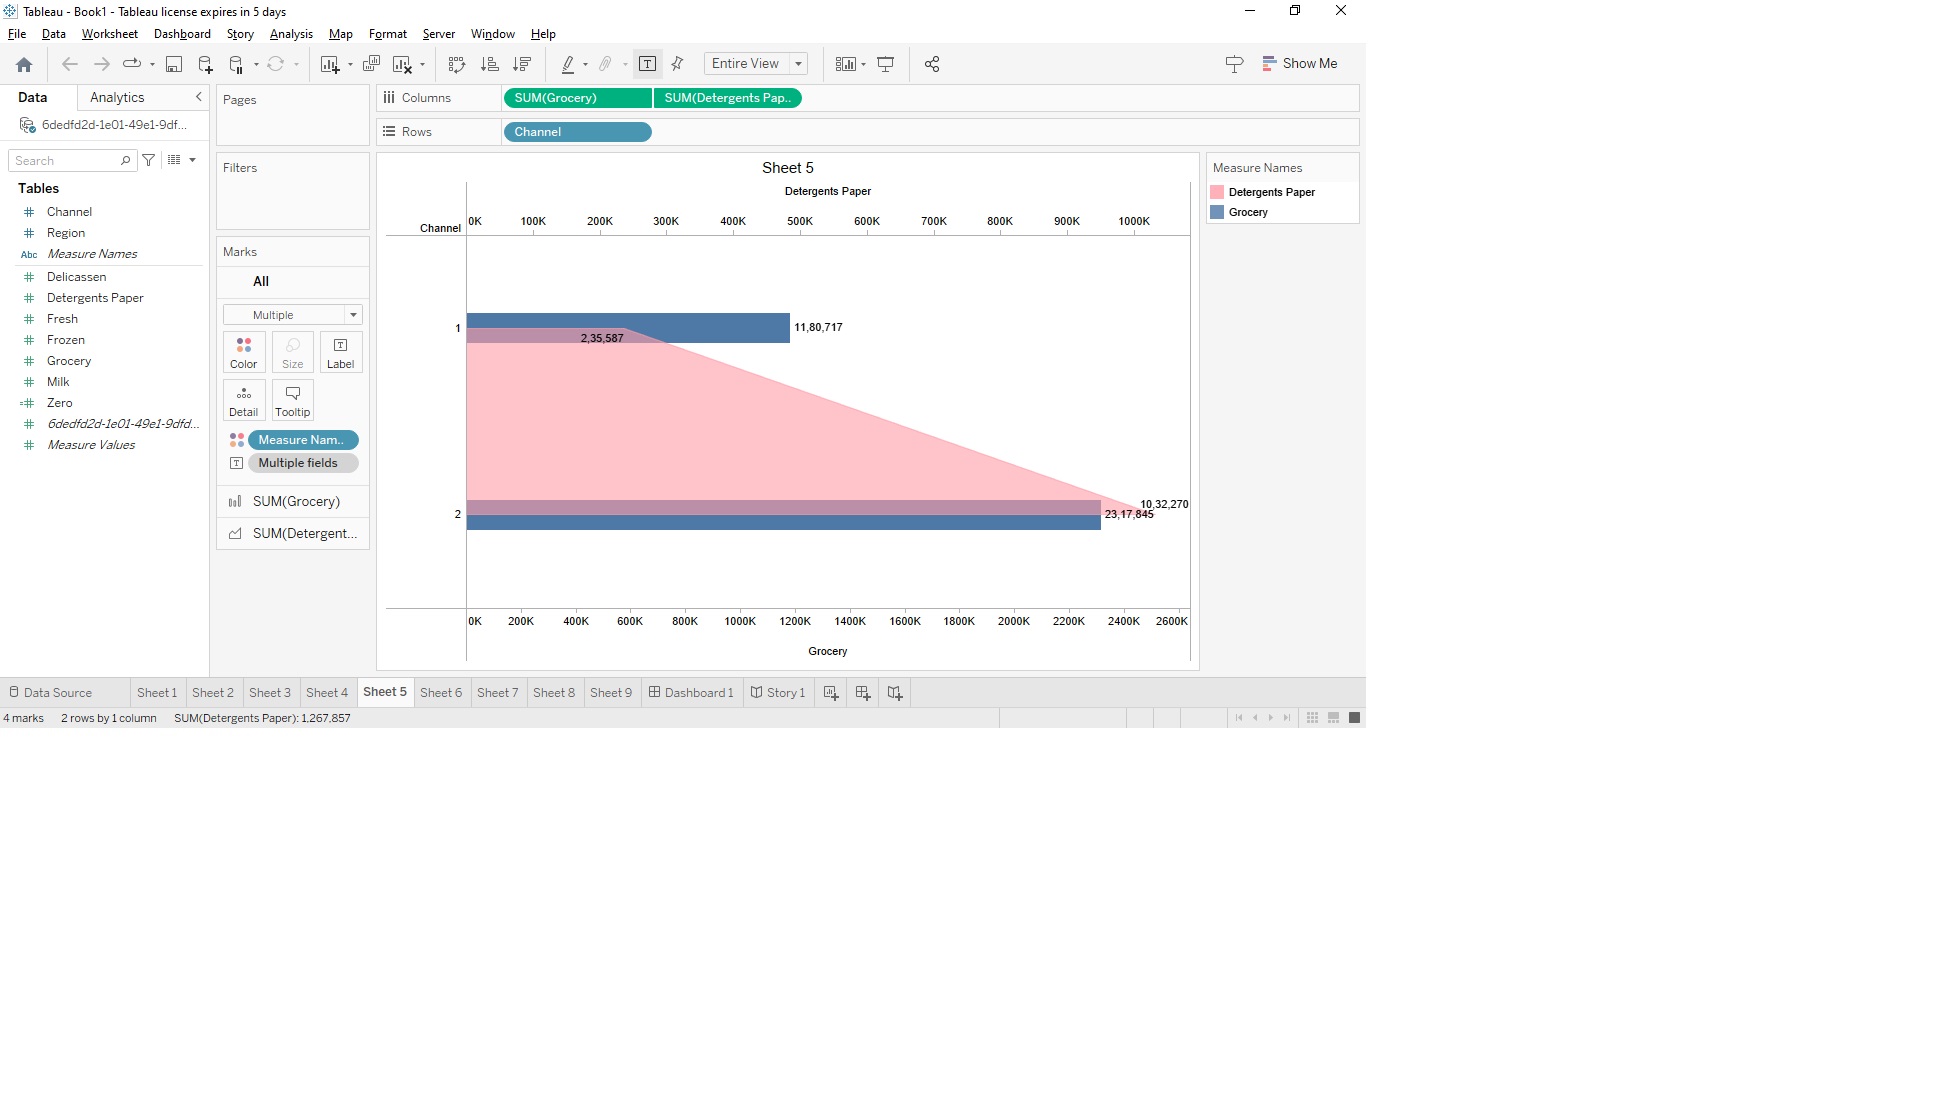 Tableau - Book1 - Tableau license expires in 5 days
File Data Worksheet Dashboard Story Analysis Map Format Server Window Help
Entire View
Show Me
Data Analytics
6dedfd2d-1e01-49e1-9df...
Search
Tables
Channel
Region
Abc Measure Names
Delicassen
Detergents Paper
Fresh
Frozen
Grocery
Milk
Zero
6dedfd2d-1e01-49e1-9dfd...
Measure Values
Pages
Filters
Marks
All
Multiple
Color Size Label
Detail Tooltip
Measure Nam..
Multiple fields
SUM(Grocery)
SUM(Detergent...
Columns SUM(Grocery) SUM(Detergents Pap..
Rows Channel
Sheet 5
Detergents Paper
Channel 0K 100K 200K 300K 400K 500K 600K 700K 800K 900K 1000K
1 11,80,717
2,35,587
10,32,270
2 23,17,845
0K 200K 400K 600K 800K 1000K 1200K 1400K 1600K 1800K 2000K 2200K 2400K 2600K
Grocery
Measure Names
Detergents Paper
Grocery
Data Source Sheet 1 Sheet 2 Sheet 3 Sheet 4 Sheet 5 Sheet 6 Sheet 7 Sheet 8 Sheet 9 Dashboard 1 Story 1
4 marks 2 rows by 1 column SUM(Detergents Paper): 1,267,857